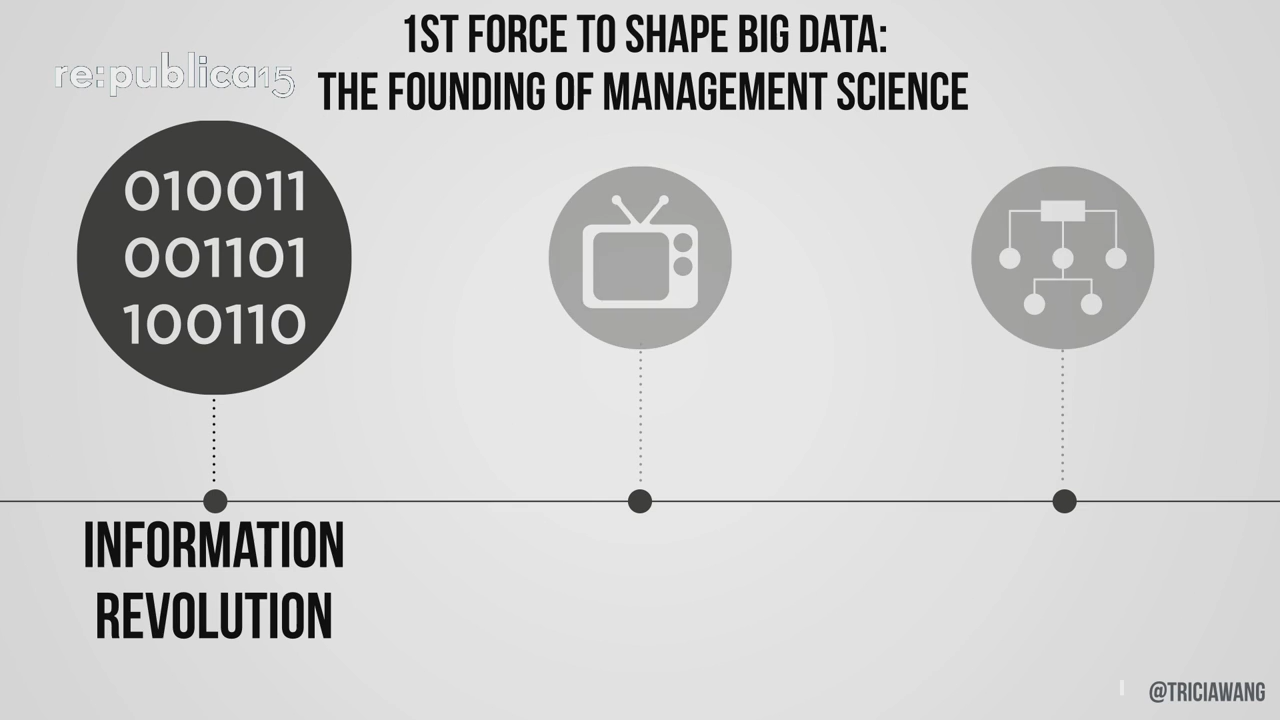 1ST FORCE TO SHAPE BIG DATA:
re:publica15
THE FOUNDING OF MANAGEMENT SCIENCE
010011
001101
100110
INFORMATION
REVOLUTION
@TRICIAWANG